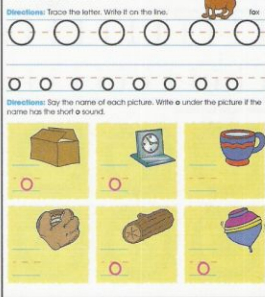 fox
Directions: Trace the letter. Write it on the line.
O O O O O O O
o o o o o o o o
Directions: Say the name of each picture. Write o under the picture if the
name has the short o sound.
o o
o o